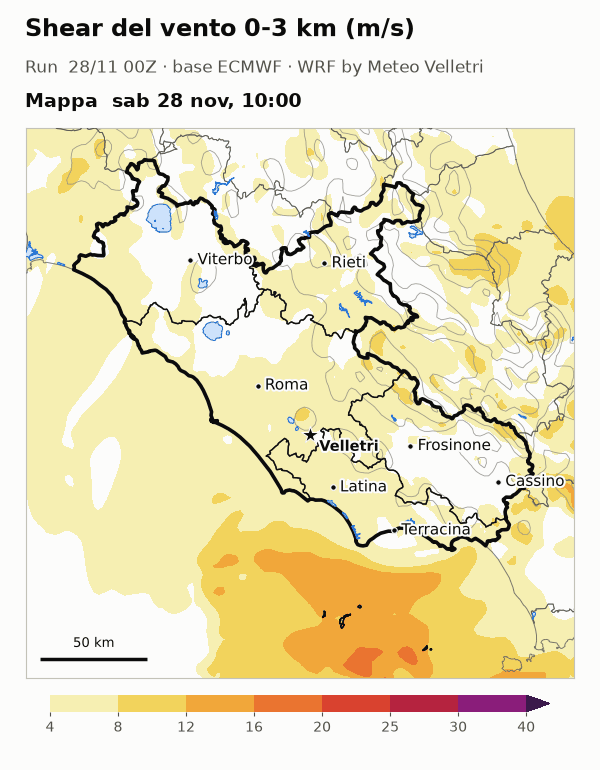 Shear del vento 0-3 km (m/s)
Run  28/11 00Z · base ECMWF · WRF by Meteo Velletri
Mappa  sab 28 nov, 10:00
Viterbo
Rieti
Roma
Velletri
Frosinone
Latina
Cassino
Terracina
50 km
4 8 12 16 20 25 30 40